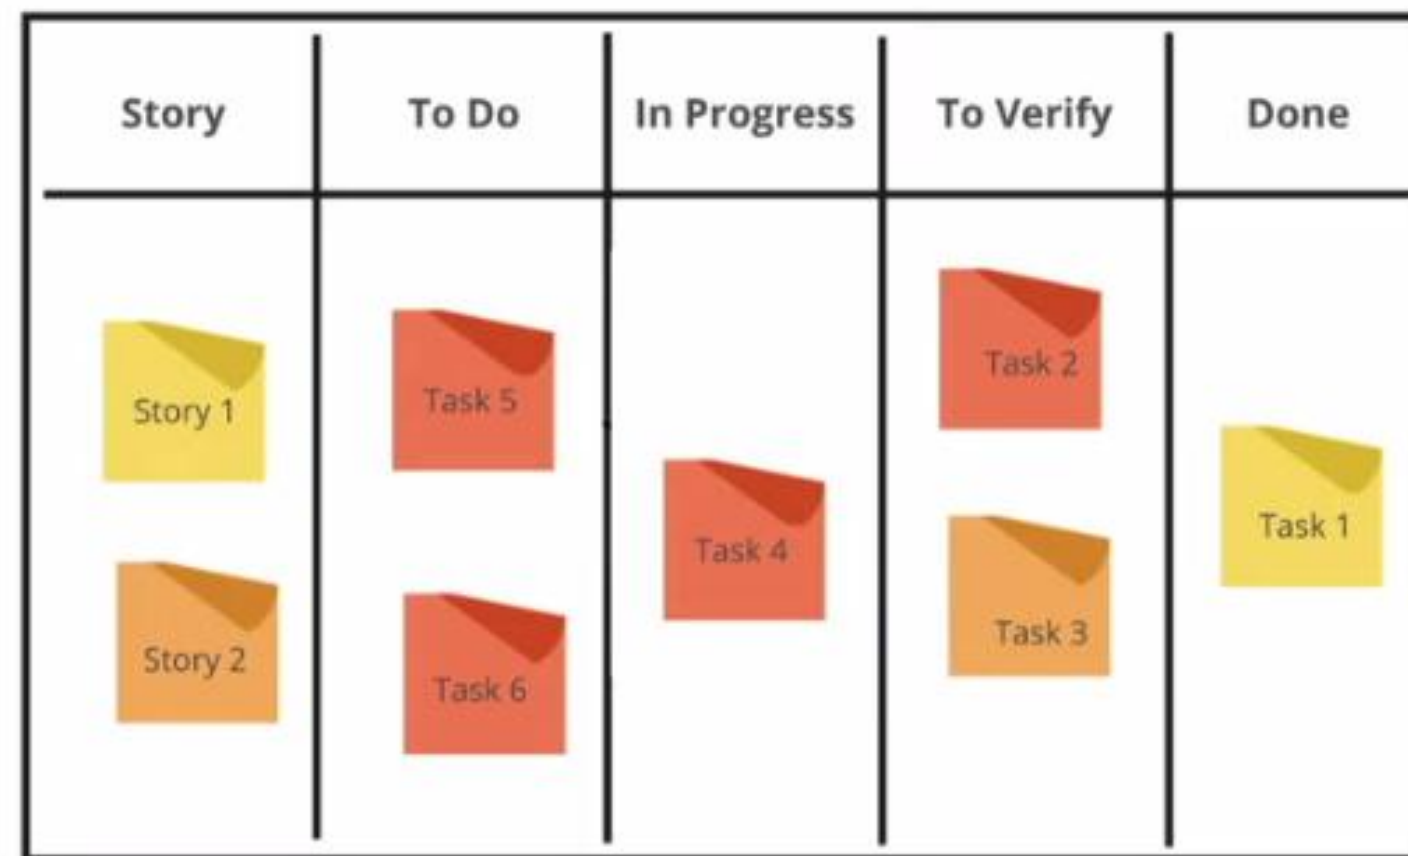 Story
To Do
In Progress
To Verify
Done
Story 1
Story 2
Task 5
Task 6
Task 4
Task 2
Task 3
Task 1